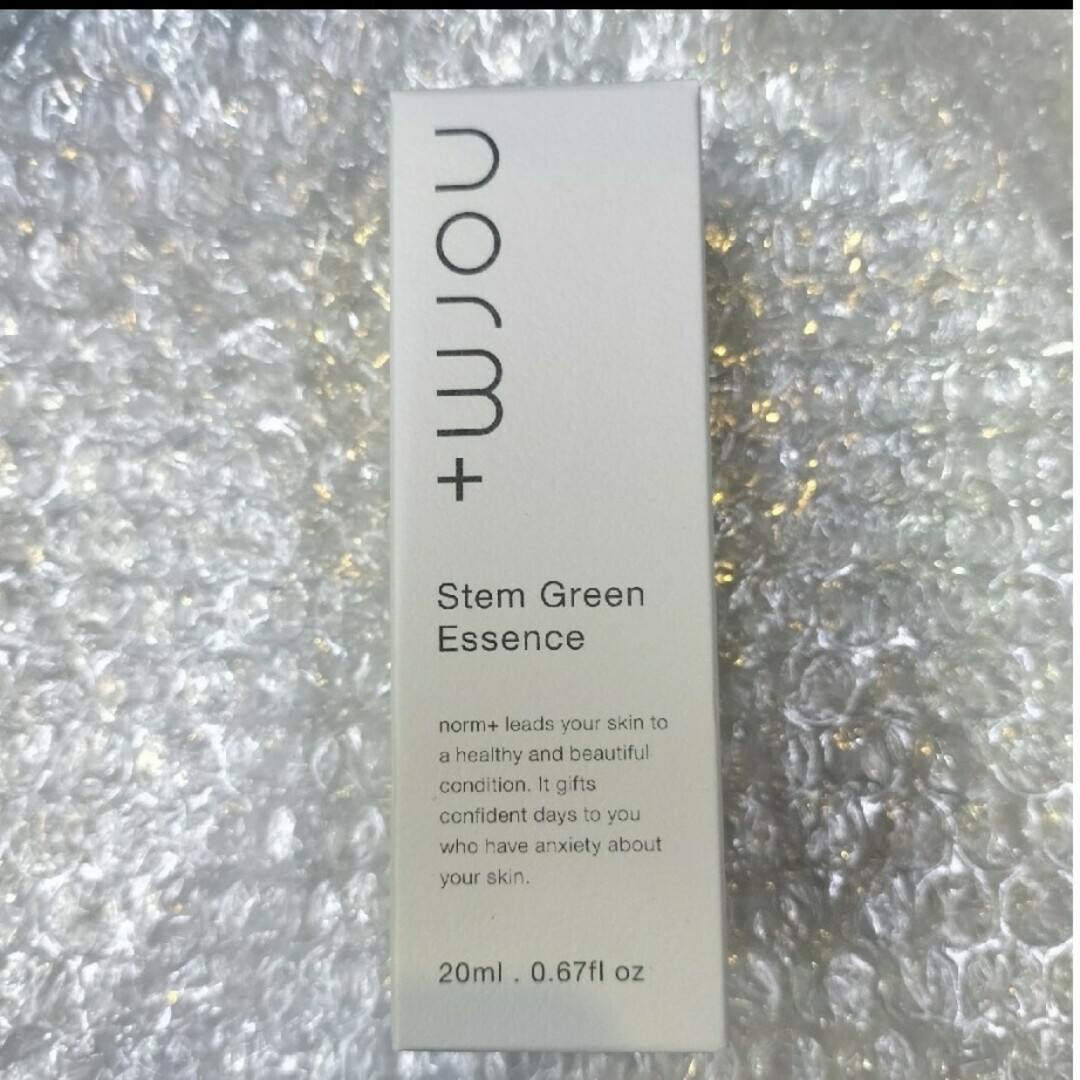 norm+
Stem Green
Essence
norm+ leads your skin to
a healthy and beautiful
condition. It gifts
confident days to you
who have anxiety about
your skin.
20ml . 0.67fl oz